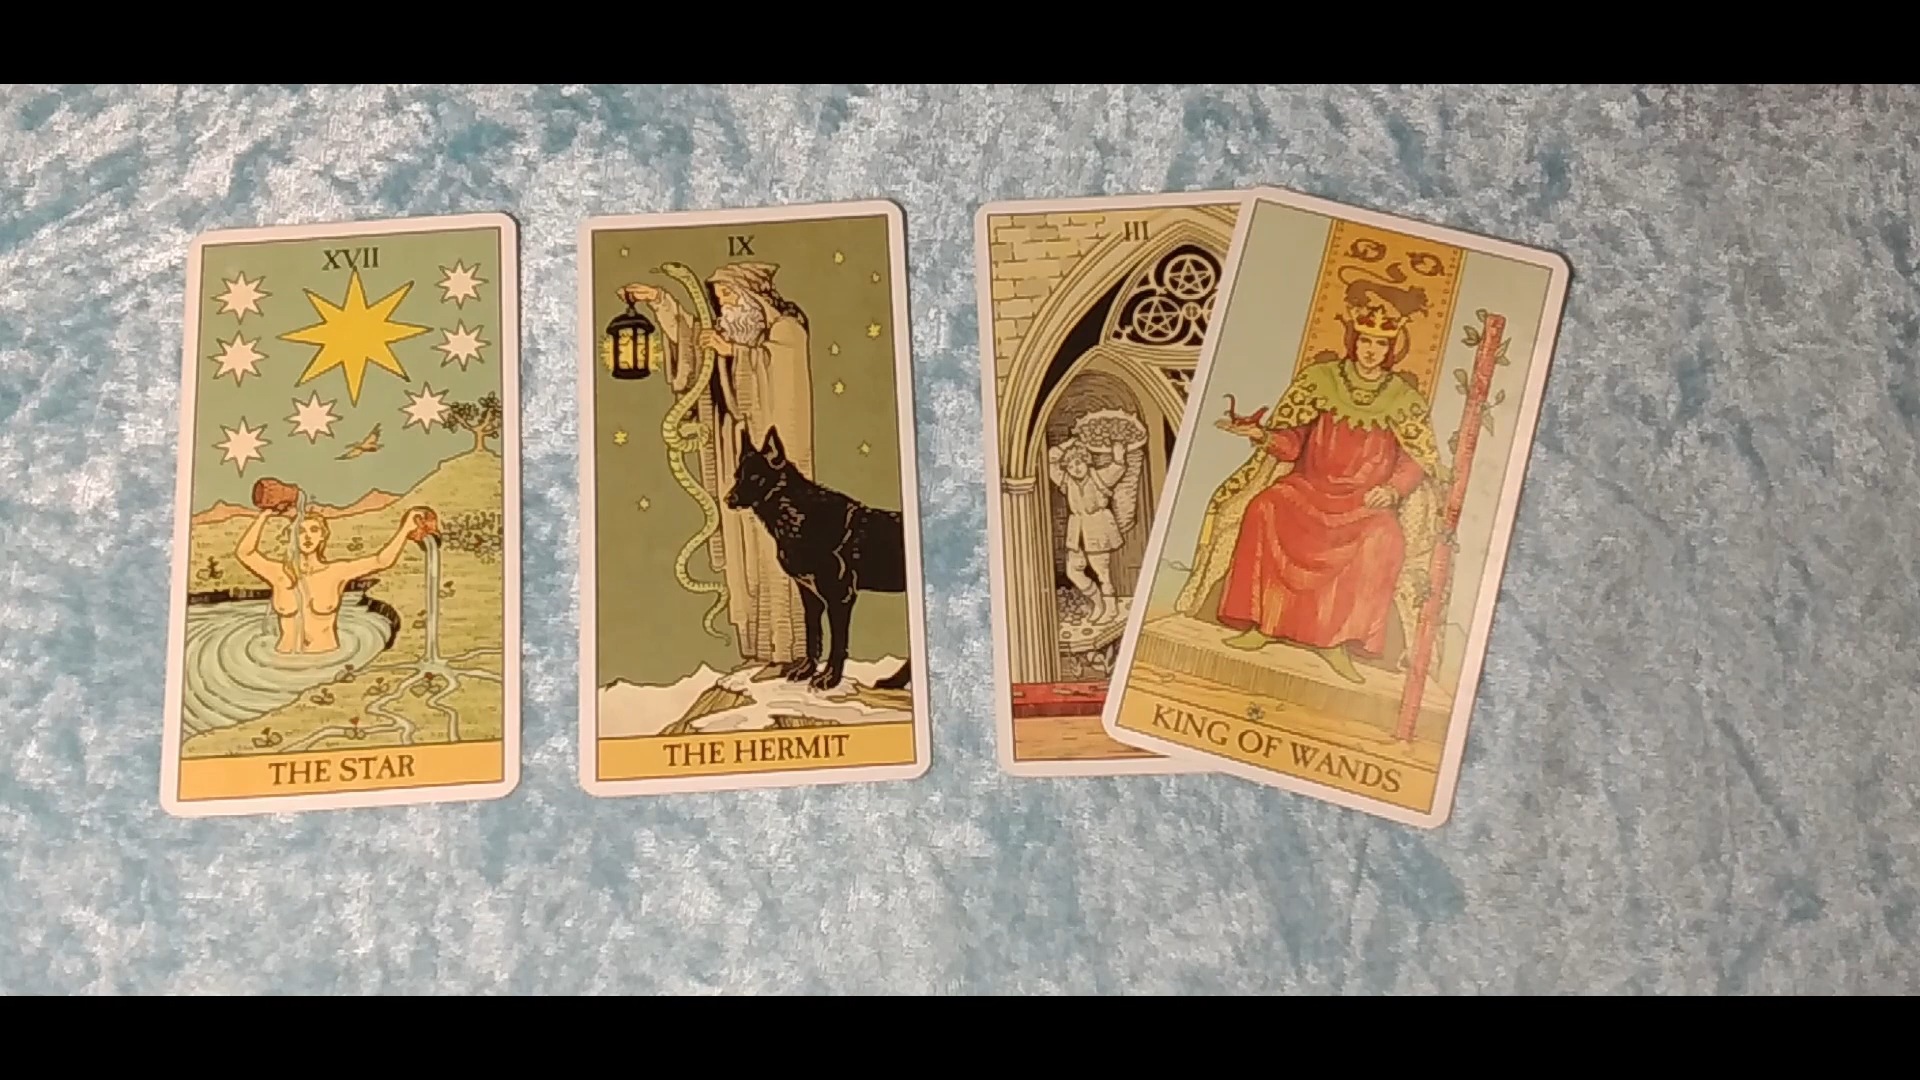 XVII
THE STAR
IX
THE HERMIT
III
KING OF WANDS